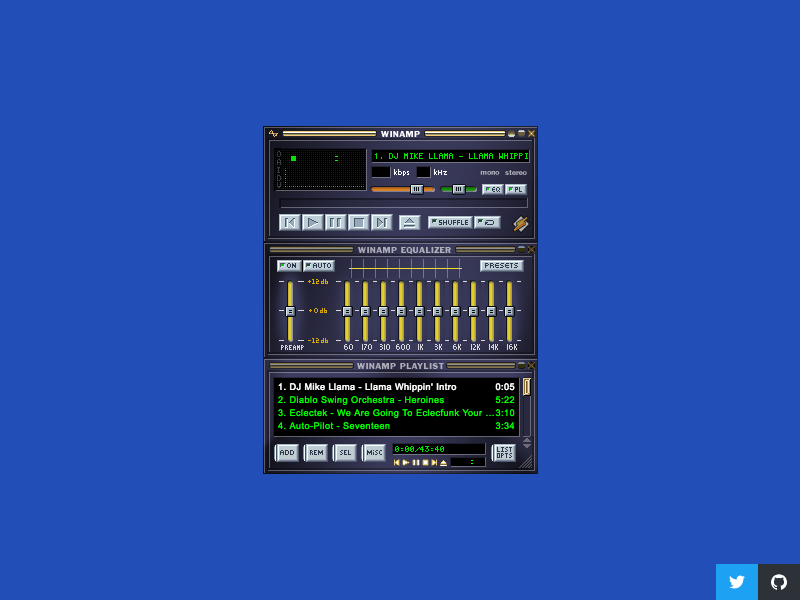 WINAMP
O
A
I
D
V
1. DJ MIKE LLAMA - LLAMA WHIPPI
kbps kHz mono stereo
EQ PL
SHUFFLE
WINAMP EQUALIZER
ON AUTO PRESETS
+12 db
+0 db
-12 db
PREAMP 60 170 310 600 1K 3K 6K 12K 14K 16K
WINAMP PLAYLIST
1. DJ Mike Llama - Llama Whippin' Intro 0:05
2. Diablo Swing Orchestra - Heroines 5:22
3. Eclectek - We Are Going To Eclecfunk Your ... 3:10
4. Auto-Pilot - Seventeen 3:34
ADD REM SEL MISC 0:00/43:40 LIST OPTS
: